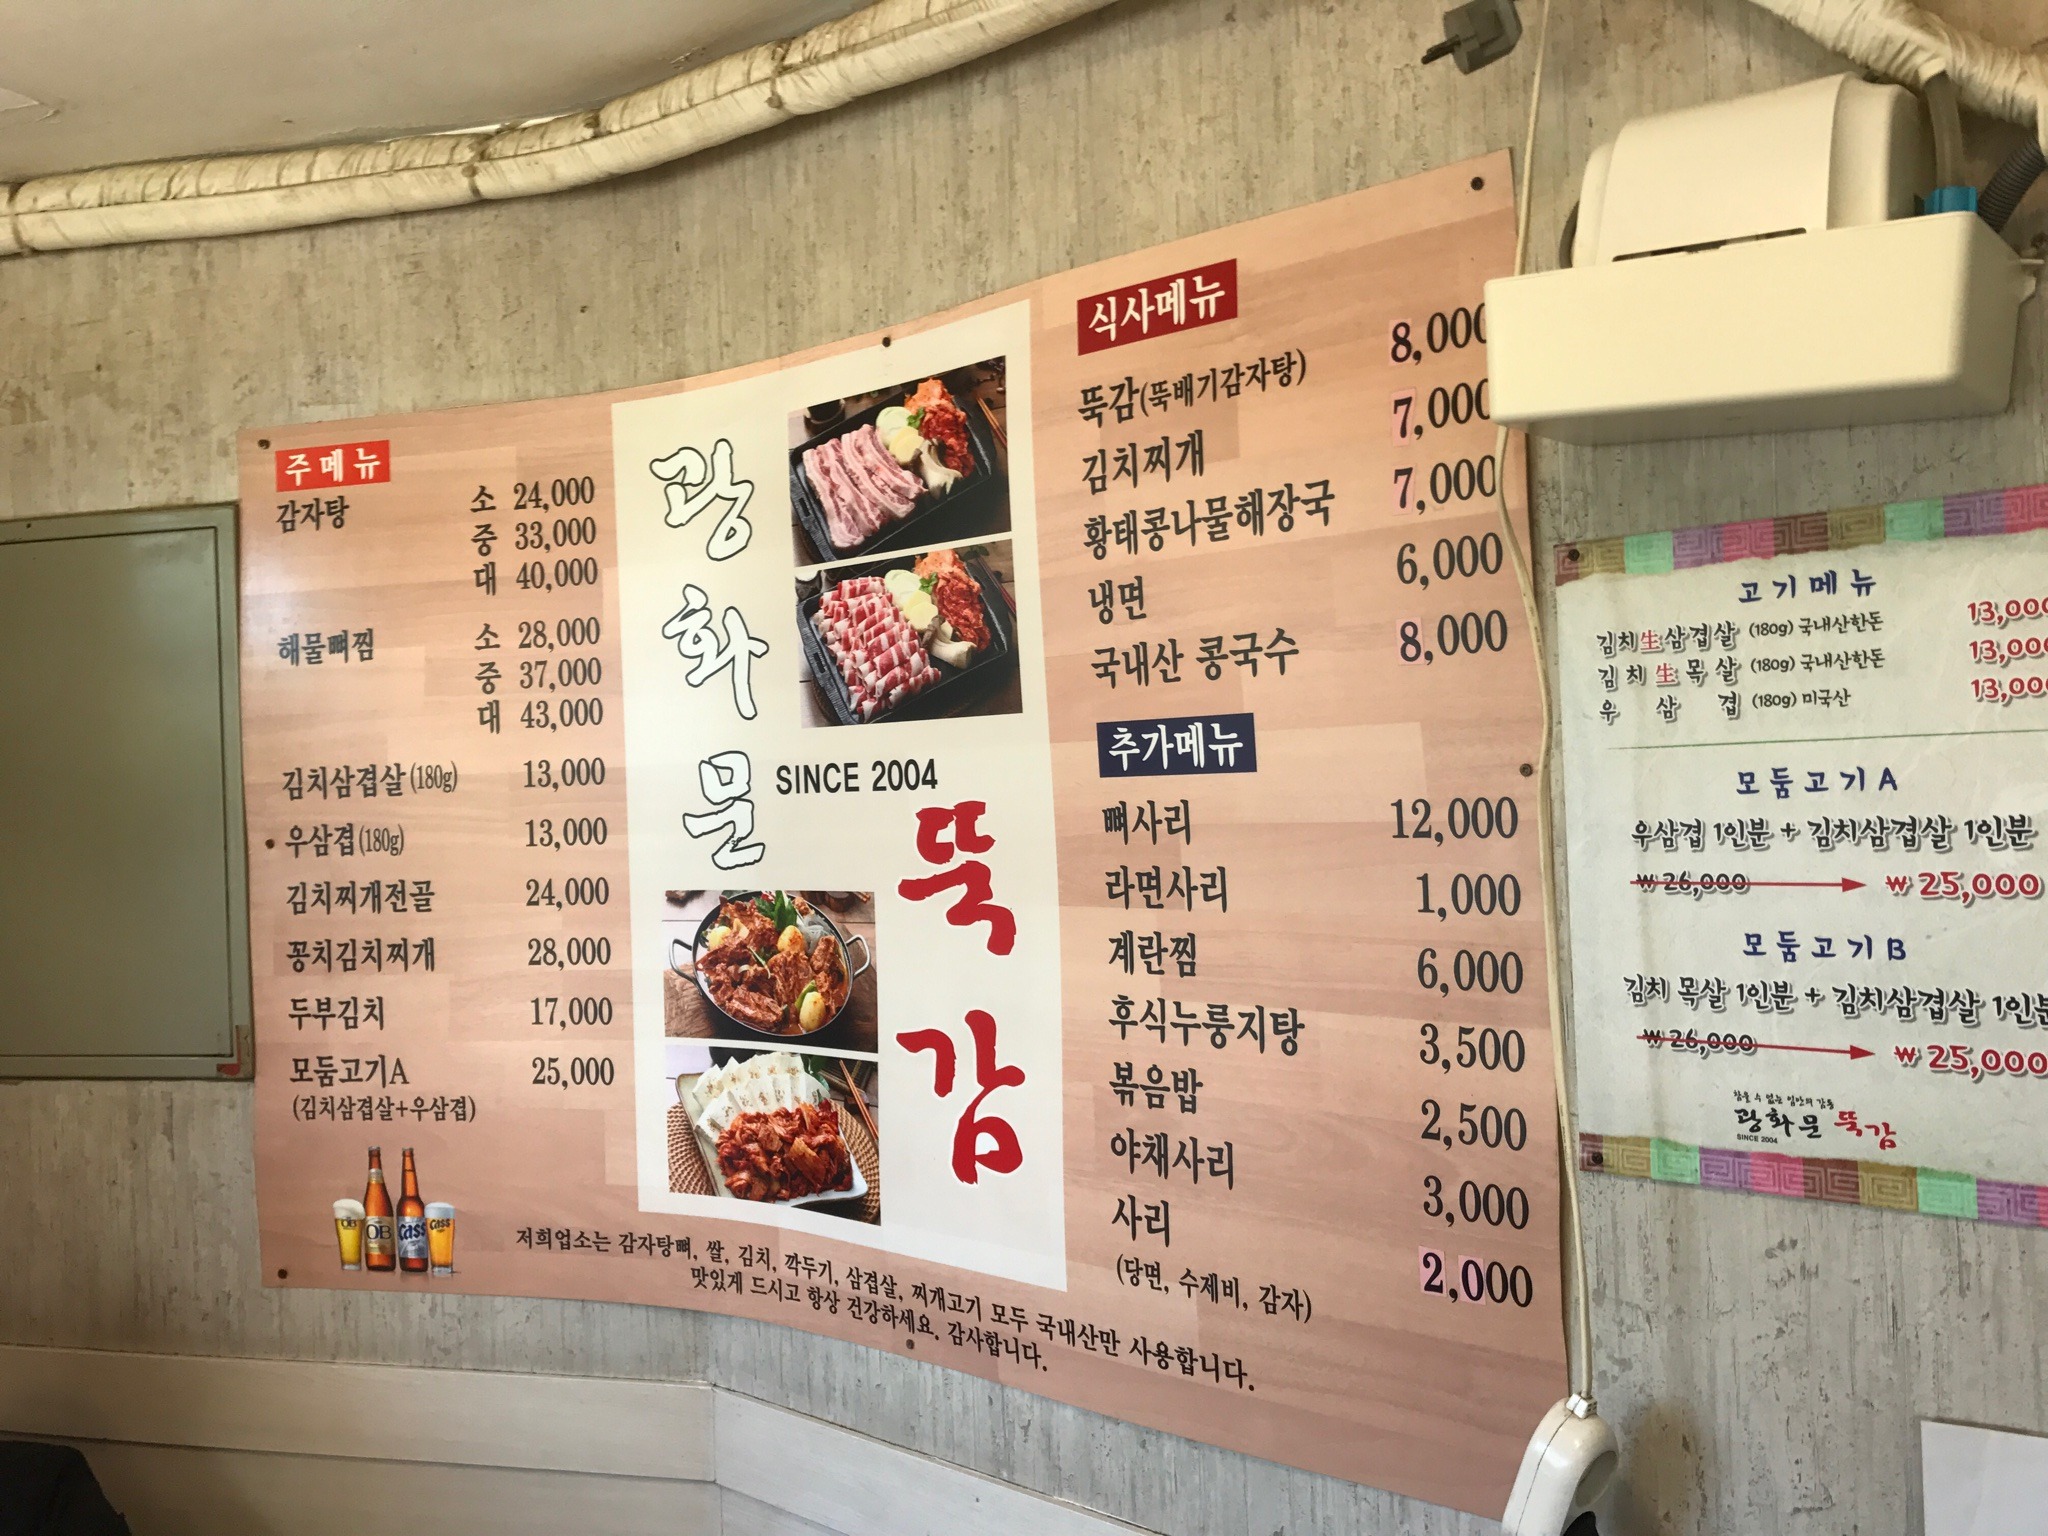 주메뉴
감자탕 소 24,000
중 33,000
대 40,000
해물뼈찜 소 28,000
중 37,000
대 43,000
김치삼겹살(180g) 13,000
우삼겹(180g) 13,000
김치찌개전골 24,000
꽁치김치찌개 28,000
두부김치 17,000
모둠고기A 25,000
(김치삼겹살+우삼겹)
OB
OB
Cass
Cass
광화문
SINCE 2004
뚝감
식사메뉴
뚝감(뚝배기감자탕) 8,000
김치찌개 7,000
황태콩나물해장국 7,000
냉면 6,000
국내산 콩국수 8,000
추가메뉴
뼈사리 12,000
라면사리 1,000
계란찜 6,000
후식누룽지탕 3,500
볶음밥 2,500
야채사리 3,000
사리 2,000
(당면, 수제비, 감자)
저희업소는 감자탕뼈, 쌀, 김치, 깍두기, 삼겹살, 찌개고기 모두 국내산만 사용합니다.
맛있게 드시고 항상 건강하세요. 감사합니다.
고기메뉴
김치生삼겹살 (180g) 국내산한돈 13,000
김치生목살 (180g) 국내산한돈 13,000
우삼겹 (180g) 미국산 13,000
모둠고기A
우삼겹 1인분 + 김치삼겹살 1인분
₩ 26,000 ₩ 25,000
모둠고기B
김치 목살 1인분 + 김치삼겹살 1인분
₩ 26,000 ₩ 25,000
참을 수 없는 입안의 감동
광화문 뚝감
SINCE 2004